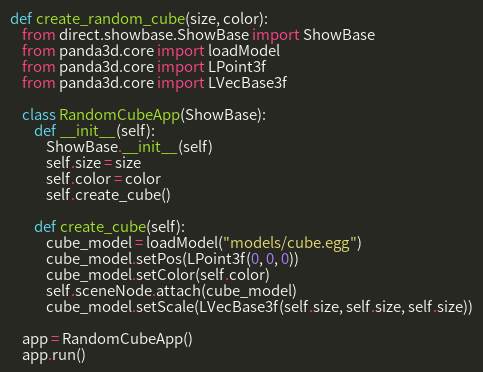 def create_random_cube(size, color):
    from direct.showbase.ShowBase import ShowBase
    from panda3d.core import loadModel
    from panda3d.core import LPoint3f
    from panda3d.core import LVecBase3f

    class RandomCubeApp(ShowBase):
        def __init__(self):
            ShowBase.__init__(self)
            self.size = size
            self.color = color
            self.create_cube()

        def create_cube(self):
            cube_model = loadModel("models/cube.egg")
            cube_model.setPos(LPoint3f(0, 0, 0))
            cube_model.setColor(self.color)
            self.sceneNode.attach(cube_model)
            cube_model.setScale(LVecBase3f(self.size, self.size, self.size))

    app = RandomCubeApp()
    app.run()